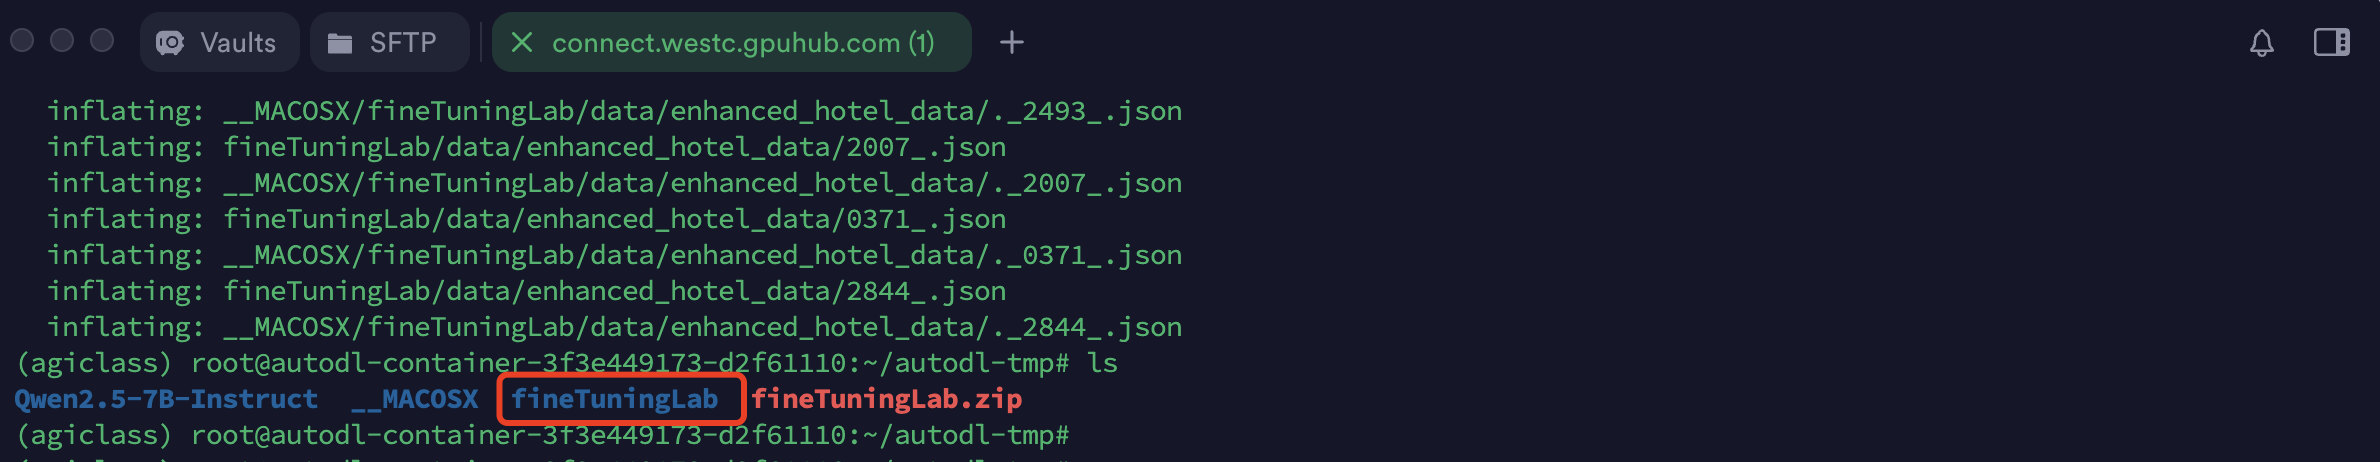 Vaults SFTP connect.westc.gpuhub.com (1)
inflating: __MACOSX/fineTuningLab/data/enhanced_hotel_data/._2493_.json
inflating: fineTuningLab/data/enhanced_hotel_data/2007_.json
inflating: __MACOSX/fineTuningLab/data/enhanced_hotel_data/._2007_.json
inflating: fineTuningLab/data/enhanced_hotel_data/0371_.json
inflating: __MACOSX/fineTuningLab/data/enhanced_hotel_data/._0371_.json
inflating: fineTuningLab/data/enhanced_hotel_data/2844_.json
inflating: __MACOSX/fineTuningLab/data/enhanced_hotel_data/._2844_.json
(agiclass) root@autodl-container-3f3e449173-d2f61110:~/autodl-tmp# ls
Qwen2.5-7B-Instruct __MACOSX fineTuningLab fineTuningLab.zip
(agiclass) root@autodl-container-3f3e449173-d2f61110:~/autodl-tmp#